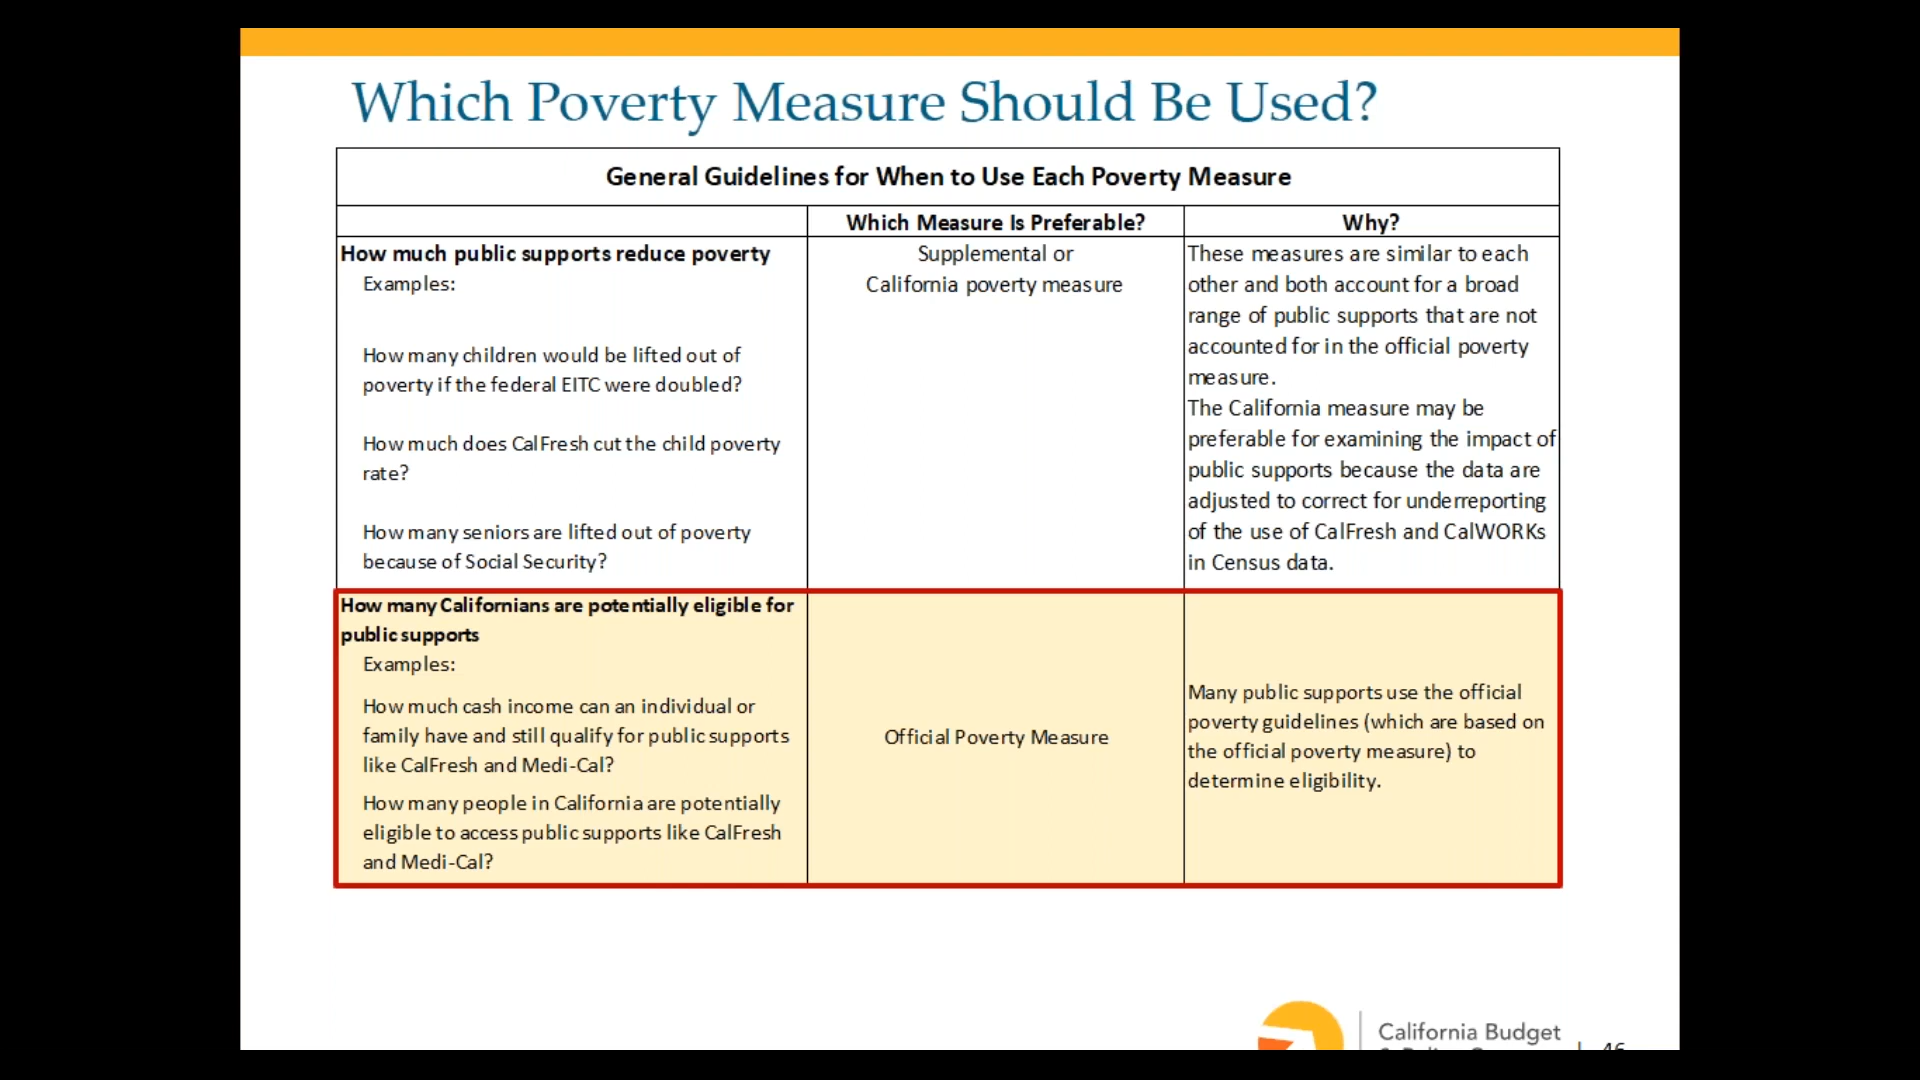 Which Poverty Measure Should Be Used?
General Guidelines for When to Use Each Poverty Measure
Which Measure Is Preferable?
Why?
How much public supports reduce poverty
Examples:
How many children would be lifted out of
poverty if the federal EITC were doubled?
How much does CalFresh cut the child poverty
rate?
How many seniors are lifted out of poverty
because of Social Security?
Supplemental or
California poverty measure
These measures are similar to each
other and both account for a broad
range of public supports that are not
accounted for in the official poverty
measure.
The California measure may be
preferable for examining the impact of
public supports because the data are
adjusted to correct for underreporting
of the use of CalFresh and CalWORKs
in Census data.
How many Californians are potentially eligible for
public supports
Examples:
How much cash income can an individual or
family have and still qualify for public supports
like CalFresh and Medi-Cal?
How many people in California are potentially
eligible to access public supports like CalFresh
and Medi-Cal?
Official Poverty Measure
Many public supports use the official
poverty guidelines (which are based on
the official poverty measure) to
determine eligibility.
California Budget